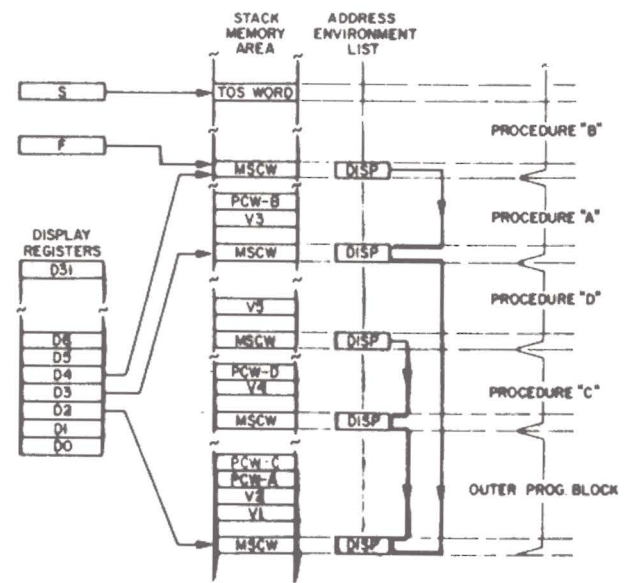 STACK MEMORY AREA
ADDRESS ENVIRONMENT LIST
S
TOS WORD
PROCEDURE "B"
F
MSCW
DISP
PCW-B
V3
PROCEDURE "A"
DISPLAY REGISTERS
D31
MSCW
DISP
V5
PROCEDURE "D"
D6
D5
D4
D3
D2
D1
D0
MSCW
DISP
PCW-D
V4
PROCEDURE "C"
MSCW
DISP
PCW-C
PCW-A
V2
V1
OUTER PROG. BLOCK
MSCW
DISP